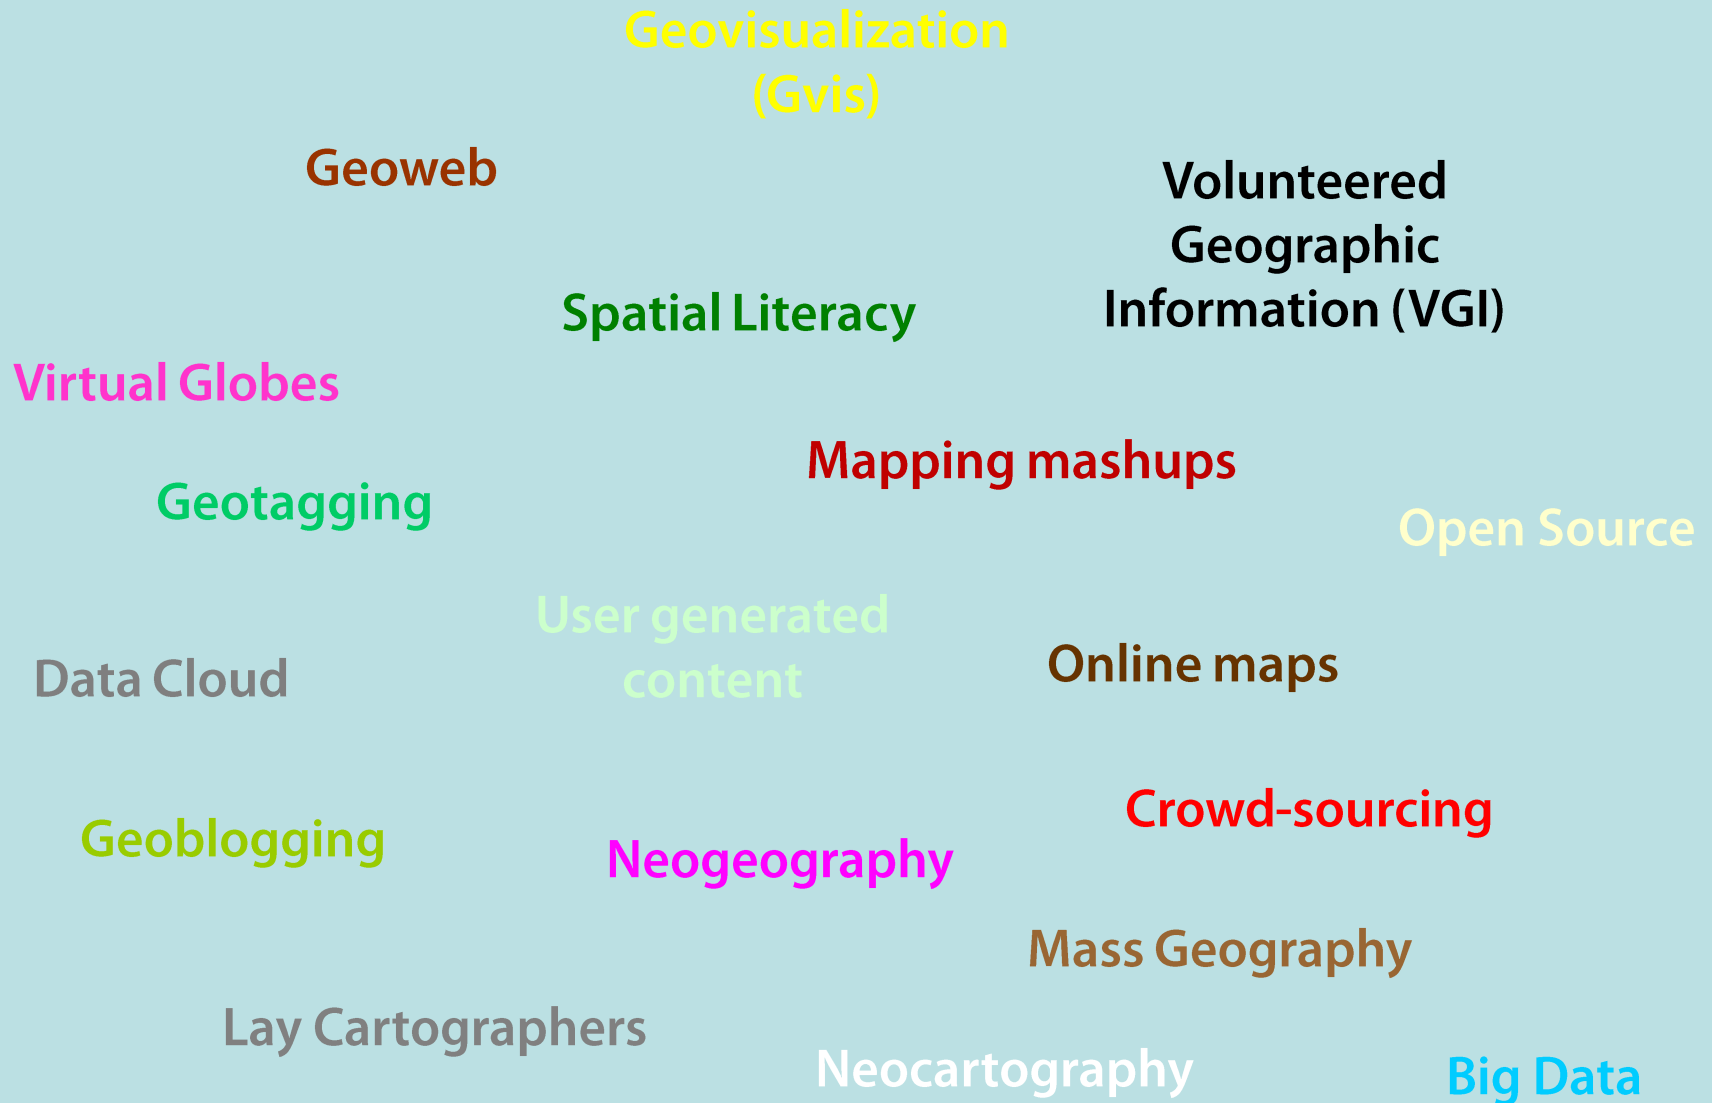 Geovisualization
(Gvis)
Geoweb
Volunteered
Geographic
Information (VGI)
Spatial Literacy
Virtual Globes
Mapping mashups
Geotagging
Open Source
User generated
content
Online maps
Data Cloud
Crowd-sourcing
Geoblogging
Neogeography
Mass Geography
Lay Cartographers
Neocartography
Big Data